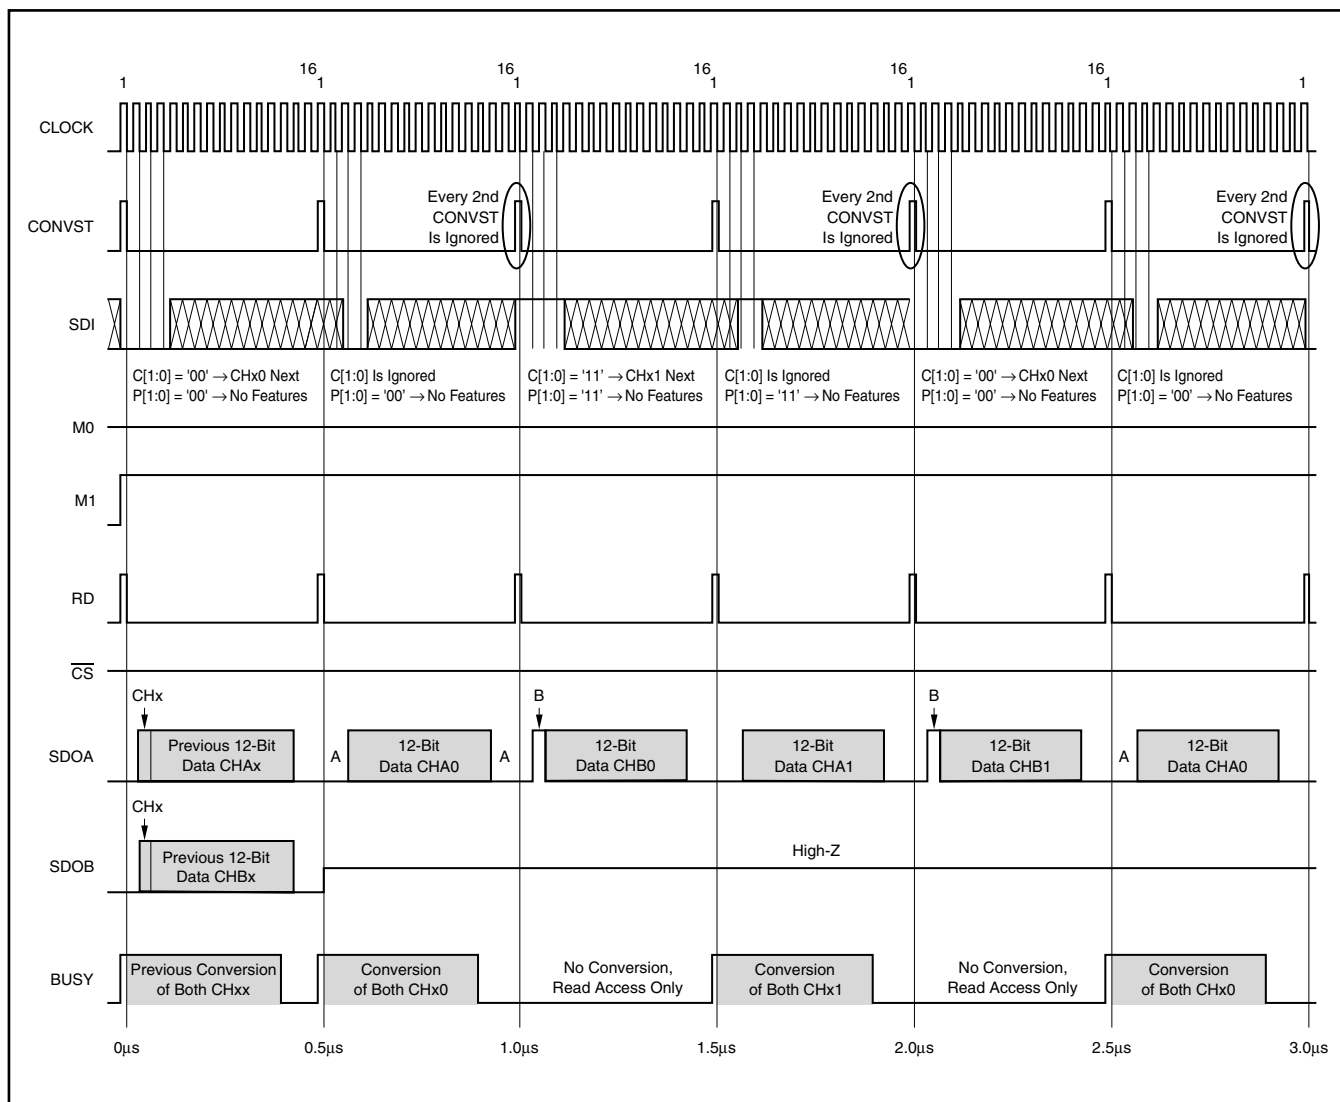 16 16 16 16 16
1 1 1 1 1 1 1
CLOCK
Every 2nd
CONVST
Is Ignored
Every 2nd
CONVST
Is Ignored
Every 2nd
CONVST
Is Ignored
CONVST
SDI
C[1:0] = '00' → CHx0 Next
P[1:0] = '00' → No Features
C[1:0] Is Ignored
P[1:0] = '00' → No Features
C[1:0] = '11' → CHx1 Next
P[1:0] = '11' → No Features
C[1:0] Is Ignored
P[1:0] = '11' → No Features
C[1:0] = '00' → CHx0 Next
P[1:0] = '00' → No Features
C[1:0] Is Ignored
P[1:0] = '00' → No Features
M0
M1
RD
CS
CHx
B
B
SDOA
Previous 12-Bit
Data CHAx
A
12-Bit
Data CHA0
A
12-Bit
Data CHB0
12-Bit
Data CHA1
12-Bit
Data CHB1
A
12-Bit
Data CHA0
CHx
SDOB
Previous 12-Bit
Data CHBx
High-Z
BUSY
Previous Conversion
of Both CHxx
Conversion
of Both CHx0
No Conversion,
Read Access Only
Conversion
of Both CHx1
No Conversion,
Read Access Only
Conversion
of Both CHx0
0µs 0.5µs 1.0µs 1.5µs 2.0µs 2.5µs 3.0µs